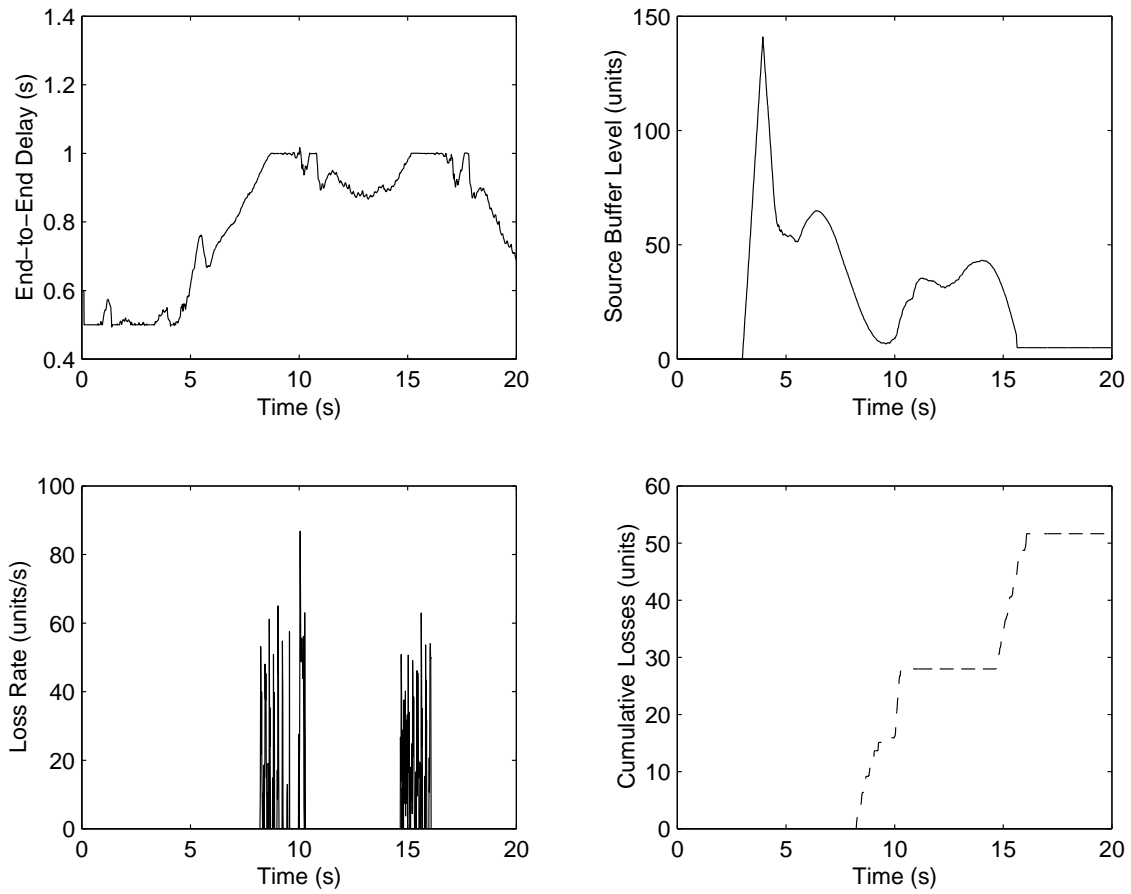 1.4
1.2
1
0.8
0.6
0.4
0 5 10 15 20
End−to−End Delay (s)
Time (s)
150
100
50
0
0 5 10 15 20
Source Buffer Level (units)
Time (s)
100
80
60
40
20
0
0 5 10 15 20
Loss Rate (units/s)
Time (s)
60
50
40
30
20
10
0
0 5 10 15 20
Cumulative Losses (units)
Time (s)